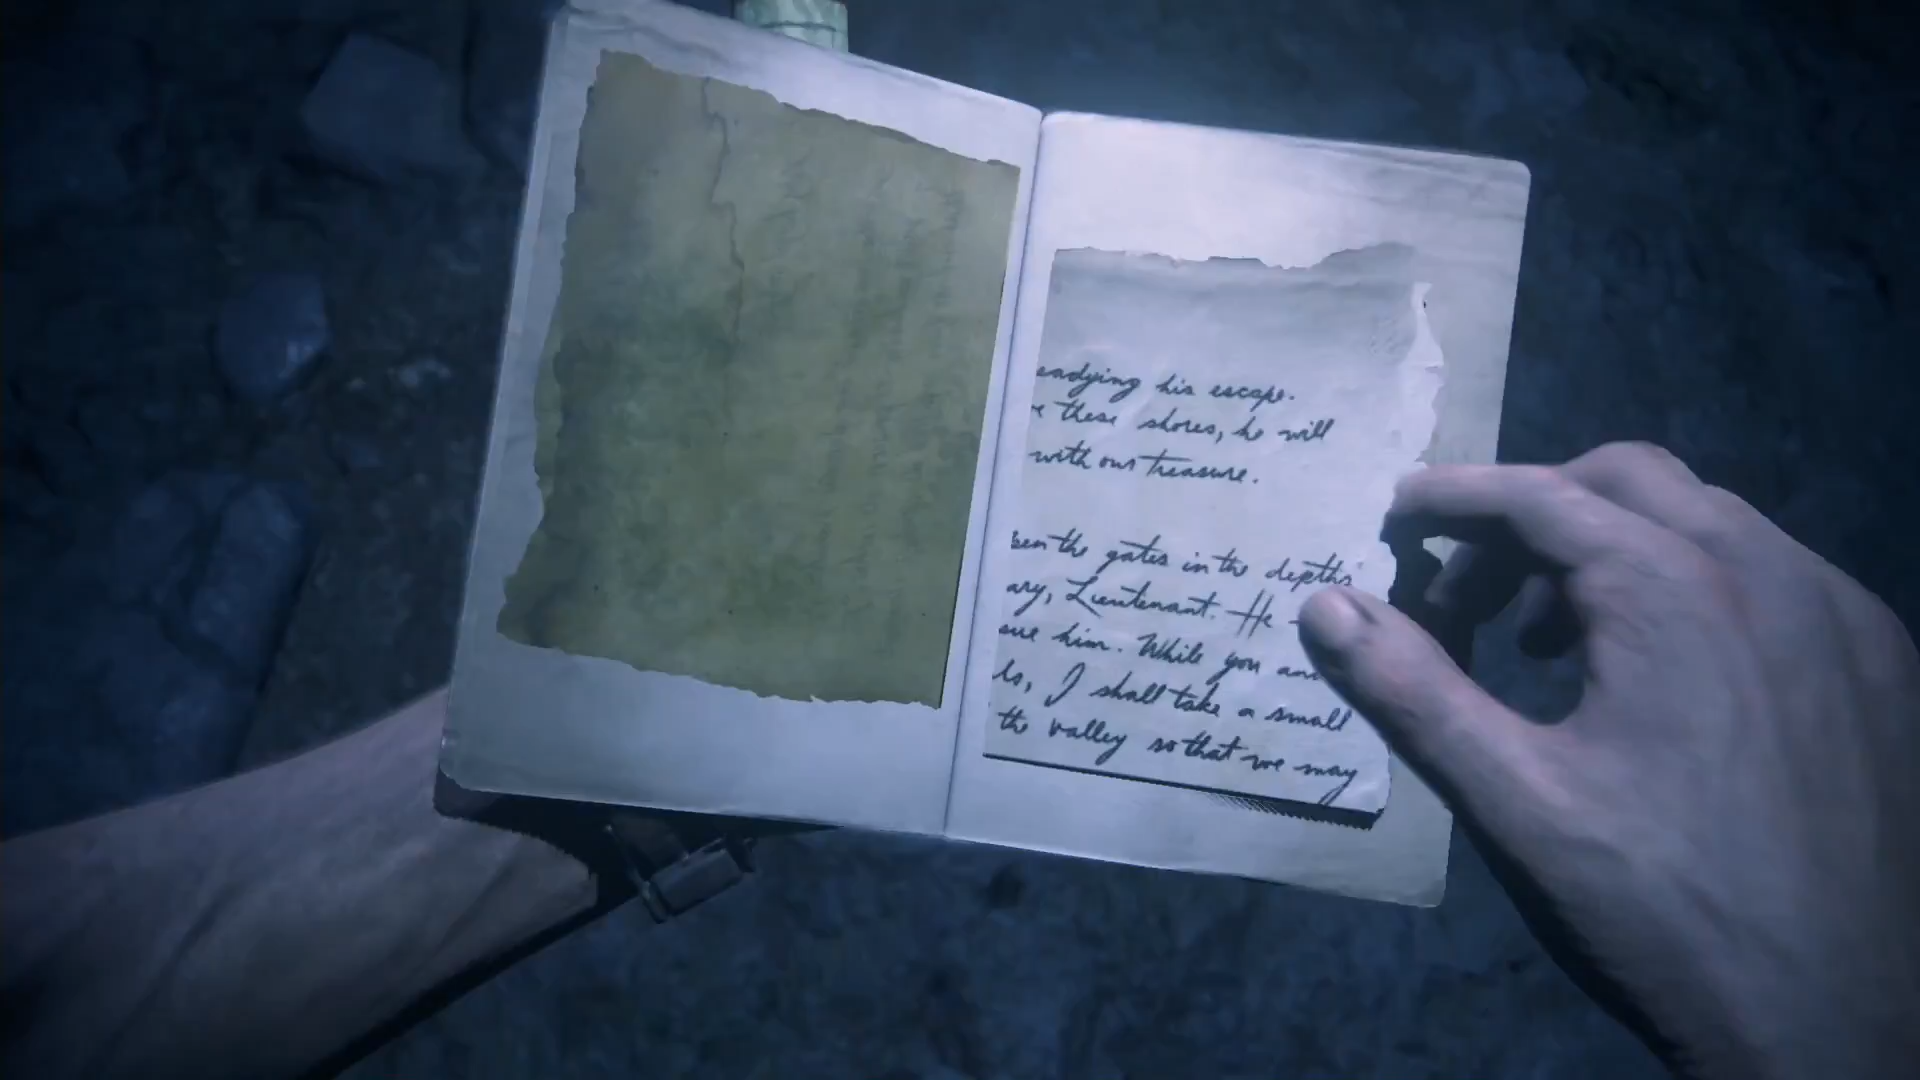 eadying his escape.
these shores, he will
with our treasure.
the gates in the depths
ary, Lieutenant. He
sue him. While you and
ls, I shall take a small
the valley so that we may